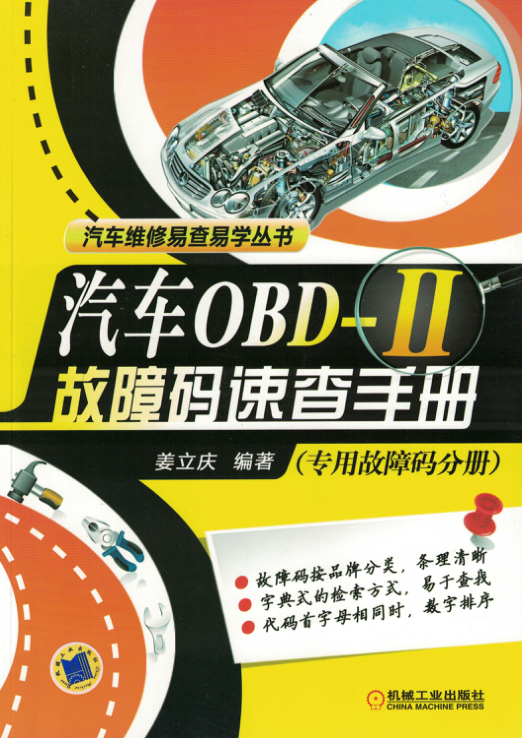 汽车维修易查易学丛书
汽车OBD-II
故障码速查手册
姜立庆 编著
(专用故障码分册)
故障码按品牌分类，条理清晰
字典式的检索方式，易于查找
代码首字母相同时，数字排序
机械工业出版社
CHINA MACHINE PRESS